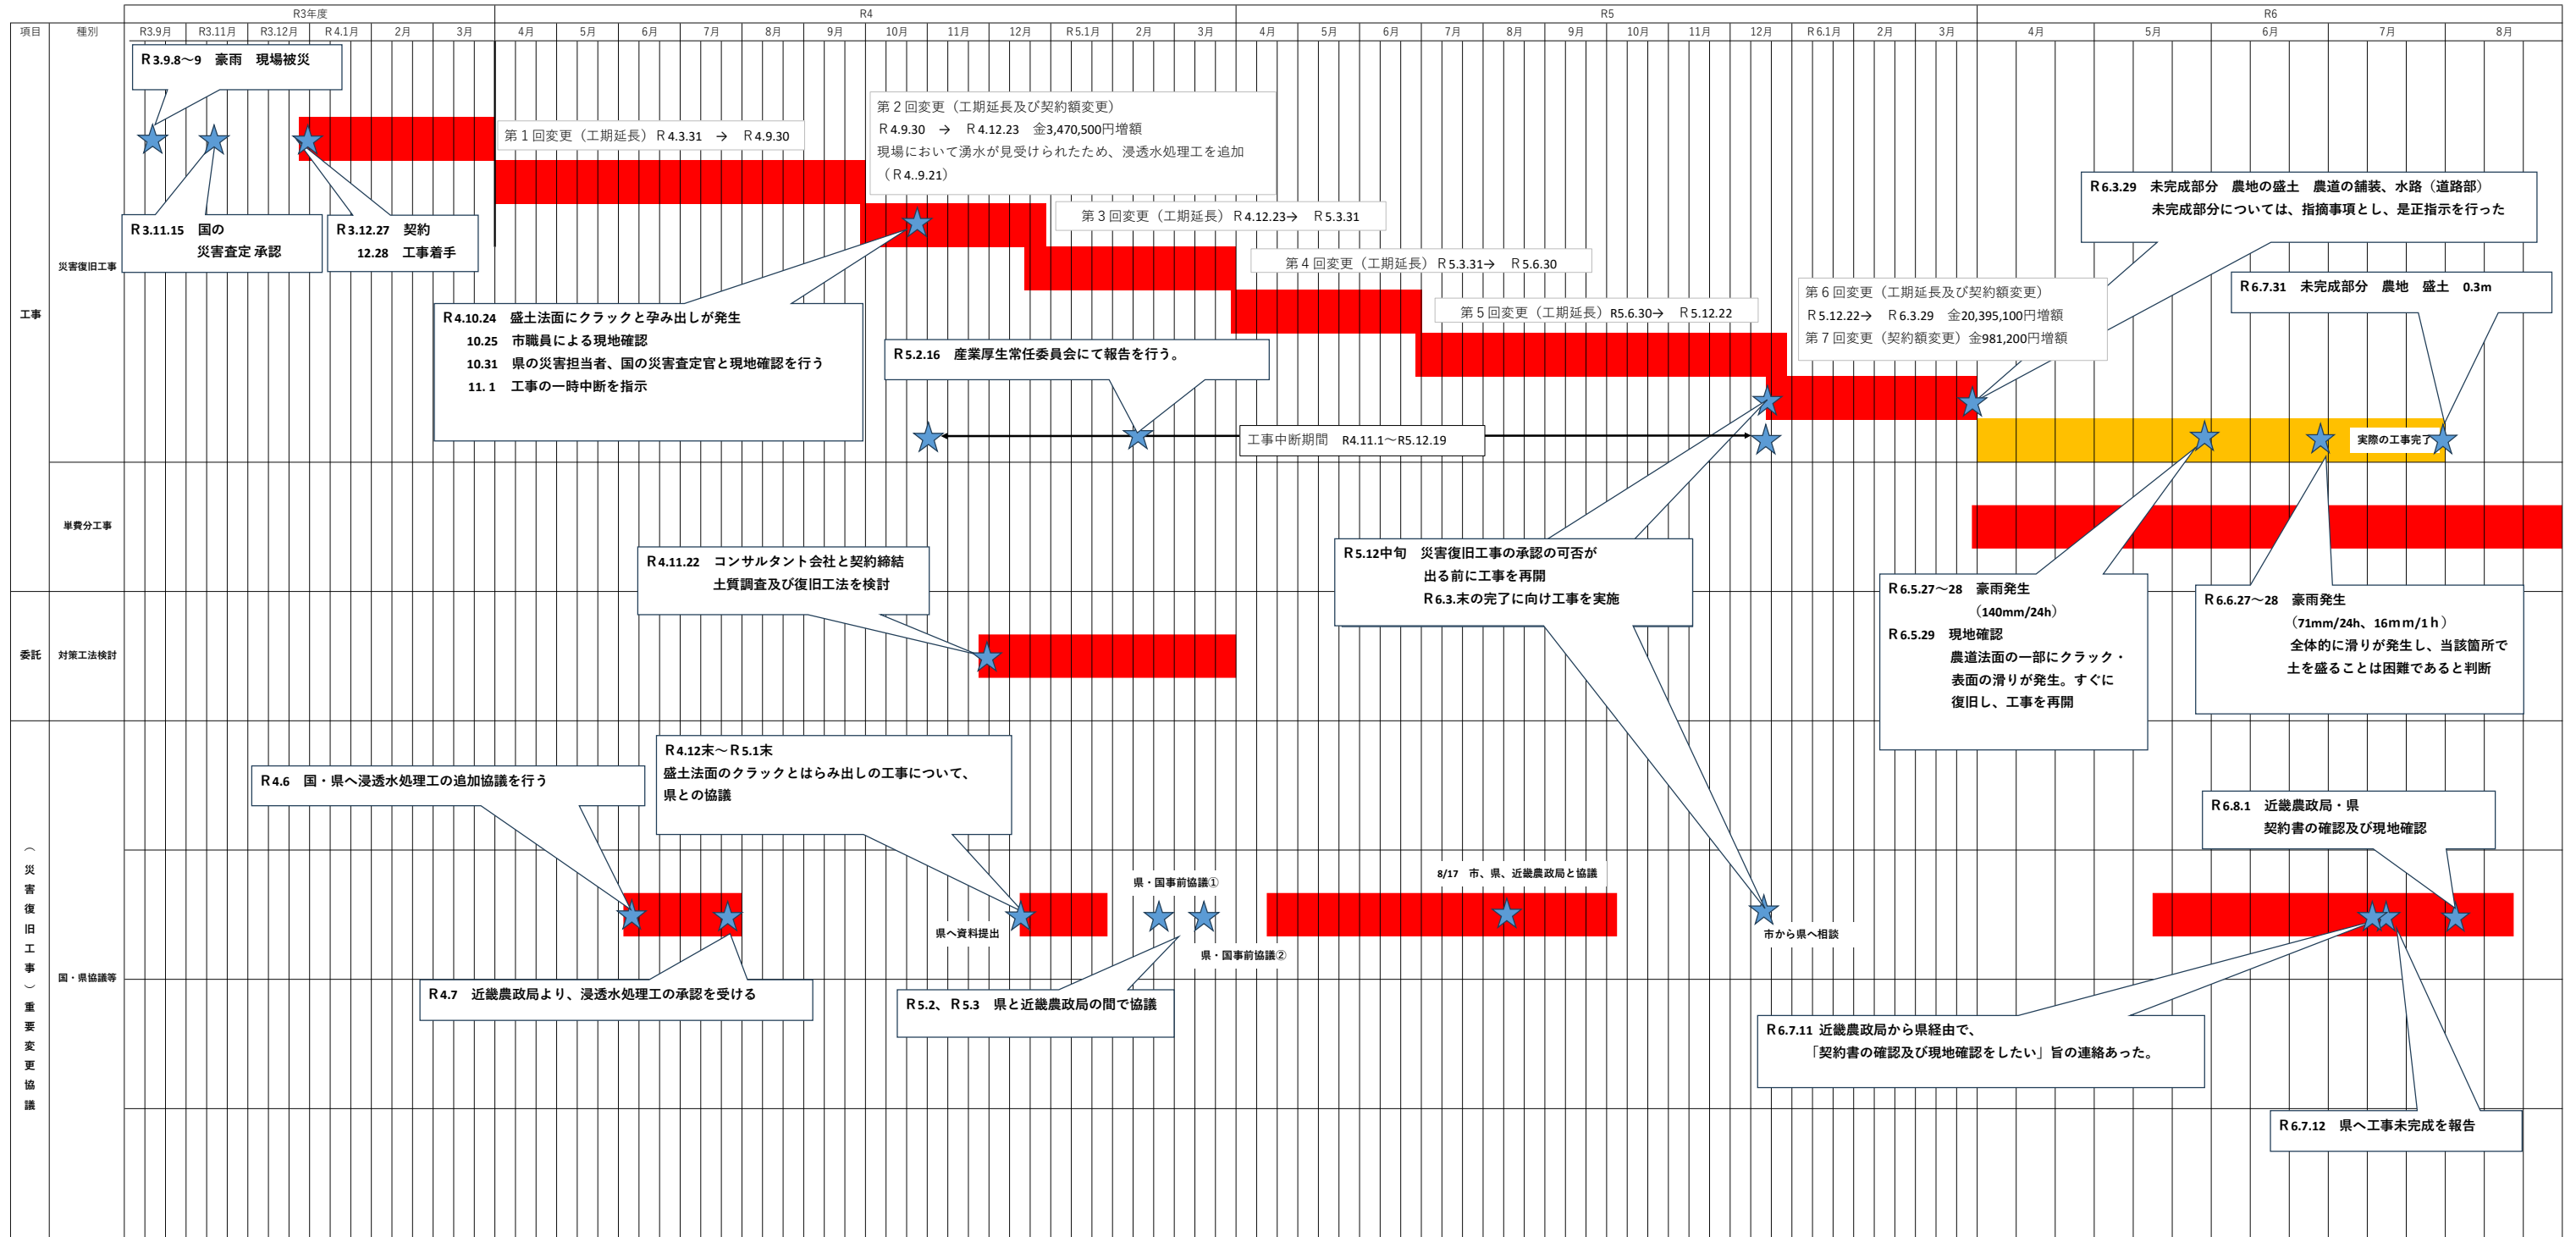 R3年度 R4 R5 R6
項目 種別 R3.9月 R3.11月 R3.12月 R4.1月 2月 3月 4月 5月 6月 7月 8月 9月 10月 11月 12月 R5.1月 2月 3月 4月 5月 6月 7月 8月 9月 10月 11月 12月 R6.1月 2月 3月 4月 5月 6月 7月 8月
工事
災害復旧工事
R3.9.8～9 豪雨 現場被災
R3.11.15 国の
災害査定 承認
R3.12.27 契約
12.28 工事着手
第1回変更（工期延長）R4.3.31 → R4.9.30
第2回変更（工期延長及び契約額変更）
R4.9.30 → R4.12.23 金3,470,500円増額
現場において湧水が見受けられたため、浸透水処理工を追加
（R4..9.21）
第3回変更（工期延長）R4.12.23→ R5.3.31
第4回変更（工期延長）R5.3.31→ R5.6.30
第5回変更（工期延長）R5.6.30→ R5.12.22
第6回変更（工期延長及び契約額変更）
R5.12.22→ R6.3.29 金20,395,100円増額
第7回変更（契約額変更）金981,200円増額
R6.3.29 未完成部分 農地の盛土 農道の舗装、水路（道路部）
未完成部分については、指摘事項とし、是正指示を行った
R6.7.31 未完成部分 農地 盛土 0.3m
R4.10.24 盛土法面にクラックと孕み出しが発生
10.25 市職員による現地確認
10.31 県の災害担当者、国の災害査定官と現地確認を行う
11. 1 工事の一時中断を指示
R5.2.16 産業厚生常任委員会にて報告を行う。
工事中断期間 R4.11.1～R5.12.19
実際の工事完了
単費分工事
R4.11.22 コンサルタント会社と契約締結
土質調査及び復旧工法を検討
R5.12中旬 災害復旧工事の承認の可否が
出る前に工事を再開
R6.3.末の完了に向け工事を実施
R6.5.27～28 豪雨発生
（140mm/24h）
R6.5.29 現地確認
農道法面の一部にクラック・
表面の滑りが発生。すぐに
復旧し、工事を再開
R6.6.27～28 豪雨発生
（71mm/24h、16mm/1h）
全体的に滑りが発生し、当該箇所で
土を盛ることは困難であると判断
委託
対策工法検討
（災害復旧工事）重要変更協議
国・県協議等
R4.6 国・県へ浸透水処理工の追加協議を行う
R4.12末～R5.1末
盛土法面のクラックとはらみ出しの工事について、
県との協議
R6.8.1 近畿農政局・県
契約書の確認及び現地確認
県・国事前協議①
8/17 市、県、近畿農政局と協議
県へ資料提出
市から県へ相談
県・国事前協議②
R4.7 近畿農政局より、浸透水処理工の承認を受ける
R5.2、R5.3 県と近畿農政局の間で協議
R6.7.11 近畿農政局から県経由で、
「契約書の確認及び現地確認をしたい」旨の連絡あった。
R6.7.12 県へ工事未完成を報告